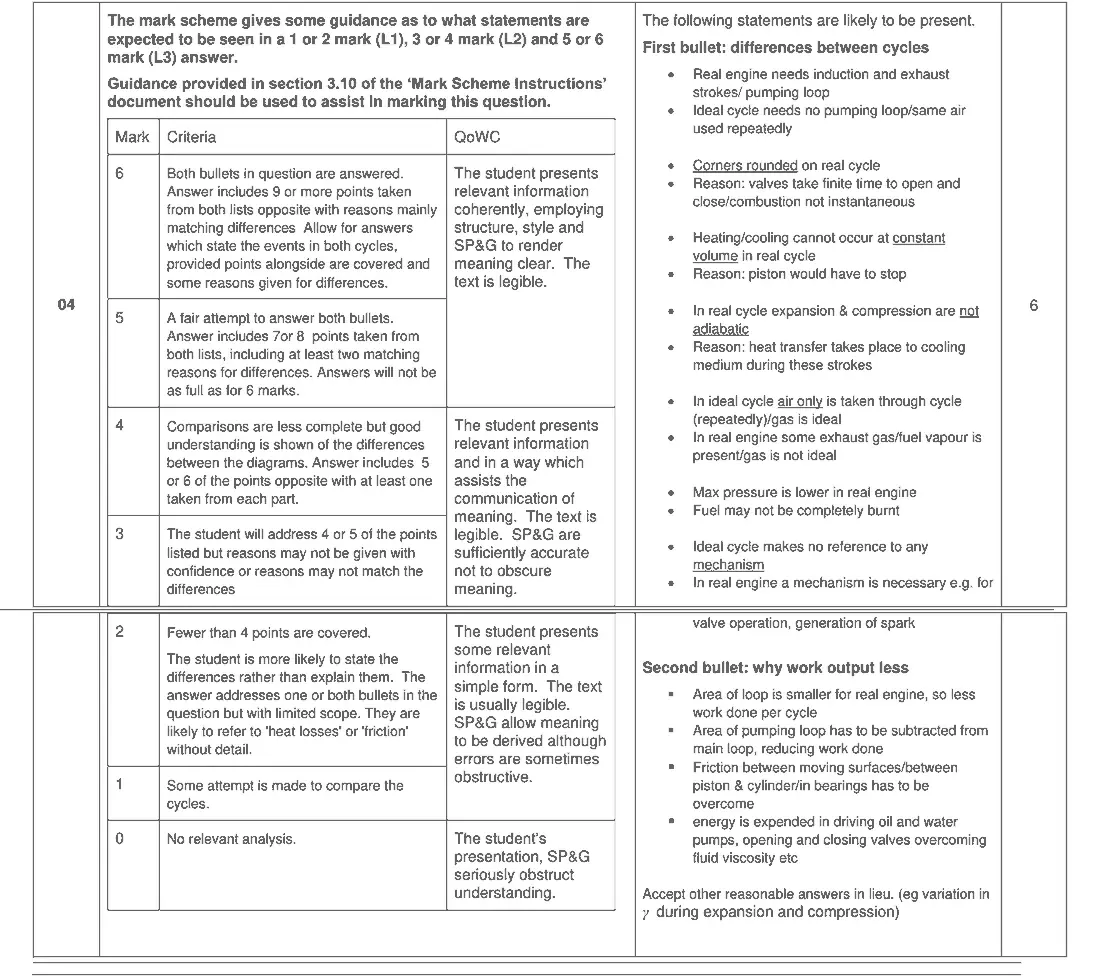 The mark scheme gives some guidance as to what statements are
expected to be seen in a 1 or 2 mark (L1), 3 or 4 mark (L2) and 5 or 6
mark (L3) answer.
Guidance provided in section 3.10 of the ‘Mark Scheme Instructions’
document should be used to assist in marking this question.
Mark
Criteria
QoWC
6
Both bullets in question are answered.
Answer includes 9 or more points taken
from both lists opposite with reasons mainly
matching differences Allow for answers
which state the events in both cycles,
provided points alongside are covered and
some reasons given for differences.
The student presents
relevant information
coherently, employing
structure, style and
SP&G to render
meaning clear. The
text is legible.
04
5
A fair attempt to answer both bullets.
Answer includes 7or 8 points taken from
both lists, including at least two matching
reasons for differences. Answers will not be
as full as for 6 marks.
4
Comparisons are less complete but good
understanding is shown of the differences
between the diagrams. Answer includes 5
or 6 of the points opposite with at least one
taken from each part.
The student presents
relevant information
and in a way which
assists the
communication of
meaning. The text is
legible. SP&G are
sufficiently accurate
not to obscure
meaning.
3
The student will address 4 or 5 of the points
listed but reasons may not be given with
confidence or reasons may not match the
differences
The following statements are likely to be present.
First bullet: differences between cycles
• Real engine needs induction and exhaust
strokes/ pumping loop
• Ideal cycle needs no pumping loop/same air
used repeatedly
• Corners rounded on real cycle
• Reason: valves take finite time to open and
close/combustion not instantaneous
• Heating/cooling cannot occur at constant
volume in real cycle
• Reason: piston would have to stop
• In real cycle expansion & compression are not
adiabatic
• Reason: heat transfer takes place to cooling
medium during these strokes
• In ideal cycle air only is taken through cycle
(repeatedly)/gas is ideal
• In real engine some exhaust gas/fuel vapour is
present/gas is not ideal
• Max pressure is lower in real engine
• Fuel may not be completely burnt
• Ideal cycle makes no reference to any
mechanism
• In real engine a mechanism is necessary e.g. for
6
2
Fewer than 4 points are covered.
The student is more likely to state the
differences rather than explain them. The
answer addresses one or both bullets in the
question but with limited scope. They are
likely to refer to 'heat losses' or 'friction'
without detail.
The student presents
some relevant
information in a
simple form. The text
is usually legible.
SP&G allow meaning
to be derived although
errors are sometimes
obstructive.
1
Some attempt is made to compare the
cycles.
0
No relevant analysis.
The student's
presentation, SP&G
seriously obstruct
understanding.
valve operation, generation of spark
Second bullet: why work output less
▪ Area of loop is smaller for real engine, so less
work done per cycle
▪ Area of pumping loop has to be subtracted from
main loop, reducing work done
▪ Friction between moving surfaces/between
piston & cylinder/in bearings has to be
overcome
▪ energy is expended in driving oil and water
pumps, opening and closing valves overcoming
fluid viscosity etc
Accept other reasonable answers in lieu. (eg variation in
γ during expansion and compression)